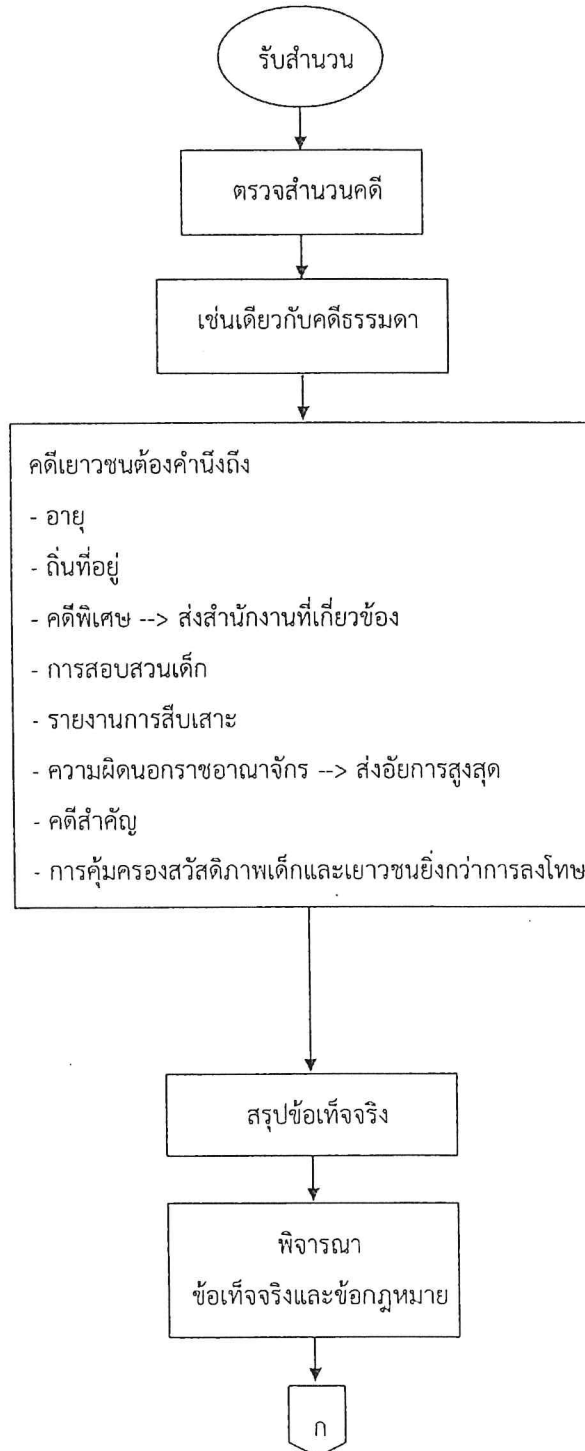 รับสำนวน
ตรวจสำนวนคดี
เช่นเดียวกับคดีธรรมดา
คดีเยาวชนต้องคำนึงถึง
- อายุ
- ถิ่นที่อยู่
- คดีพิเศษ --> ส่งสำนักงานที่เกี่ยวข้อง
- การสอบสวนเด็ก
- รายงานการสืบเสาะ
- ความผิดนอกราชอาณาจักร --> ส่งอัยการสูงสุด
- คดีสำคัญ
- การคุ้มครองสวัสดิภาพเด็กและเยาวชนยิ่งกว่าการลงโทษ
สรุปข้อเท็จจริง
พิจารณา
ข้อเท็จจริงและข้อกฎหมาย
ก